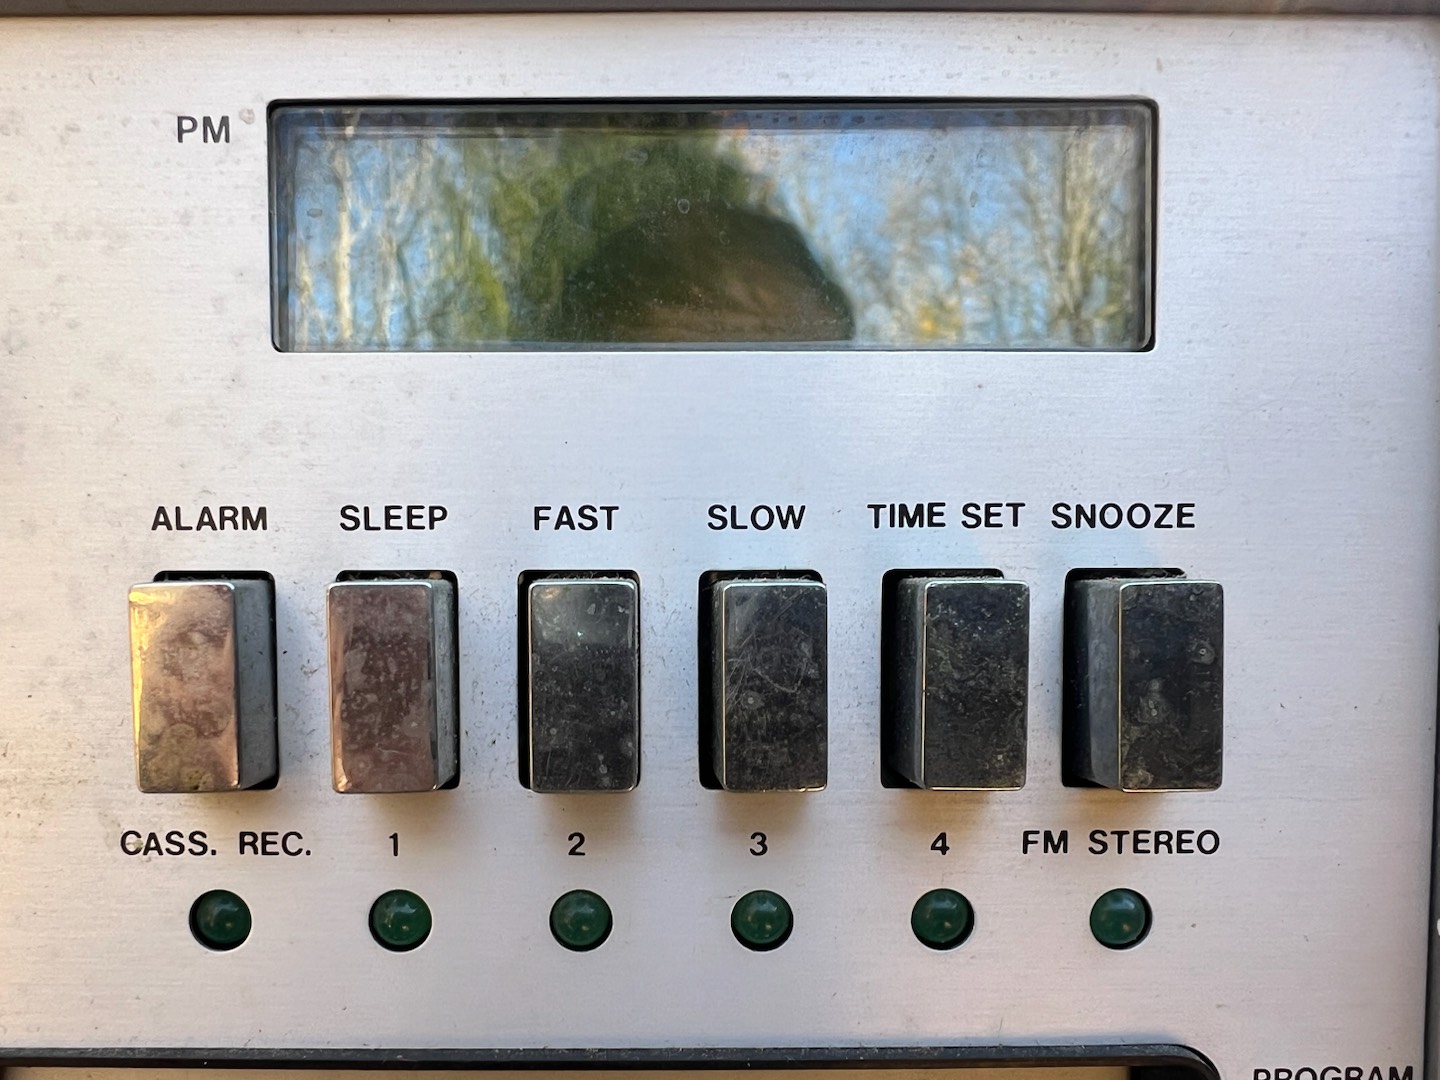 PM
ALARM SLEEP FAST SLOW TIME SET SNOOZE
CASS. REC. 1 2 3 4 FM STEREO
PROGRAM